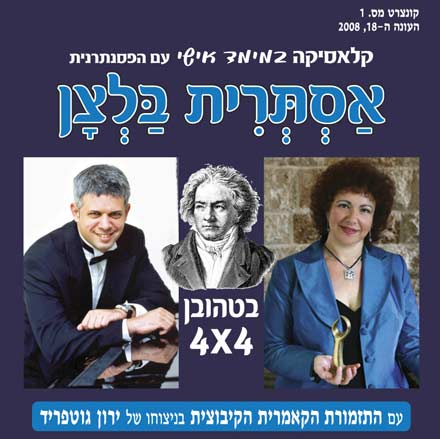 קונצרט מס. 1
העונה ה-18, 2008
קלאסיקה במימד אישי עם הפסנתרנית
אַסְתְּרִית בַּלְצָן
בטהובן
4X4
עם התזמורת הקאמרית הקיבוצית בניצוחו של ירון גוטפריד